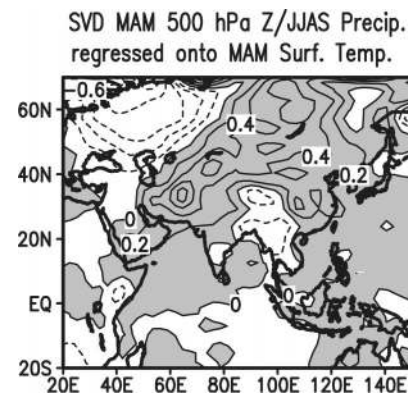 SVD MAM 500 hPa Z/JJAS Precip.
regressed onto MAM Surf. Temp.
-0.6
60N
0.4
0.4
40N
0.2
0
20N
0.2
EQ
0
0
20S
20E 40E 60E 80E 100E 120E 140E